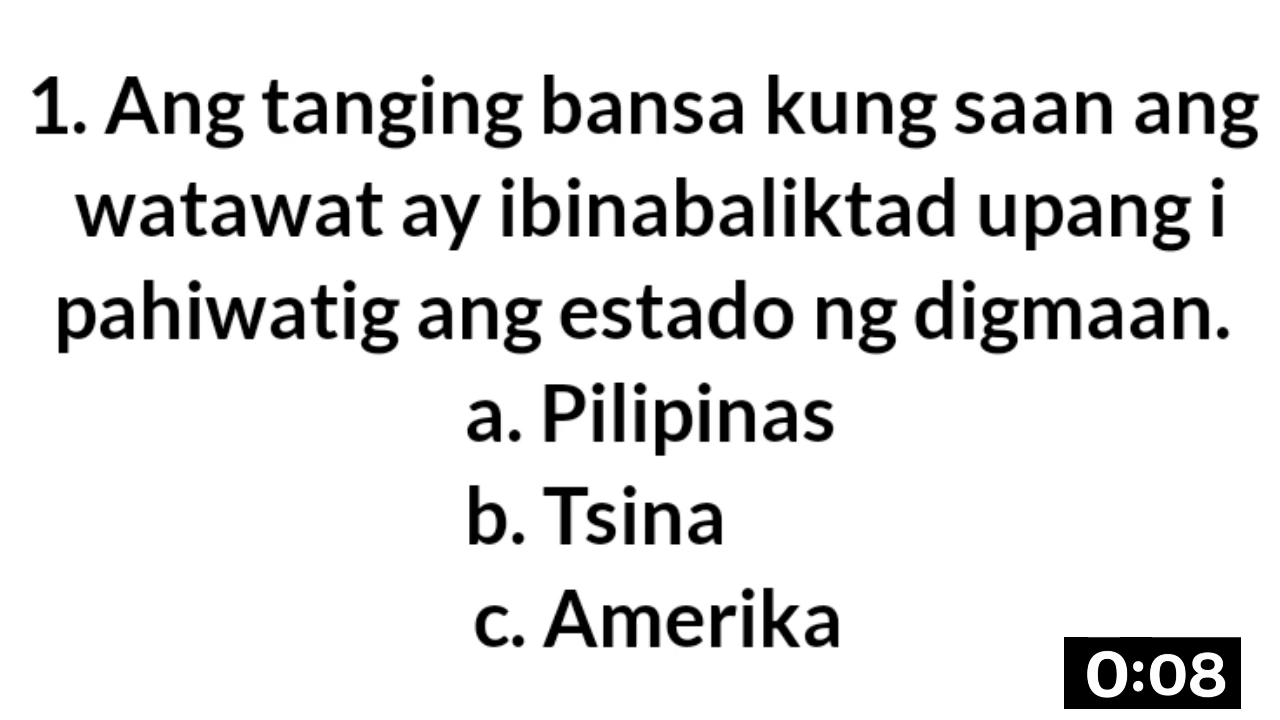 1. Ang tanging bansa kung saan ang
watawat ay ibinabaliktad upang i
pahiwatig ang estado ng digmaan.
a. Pilipinas
b. Tsina
c. Amerika
0:08